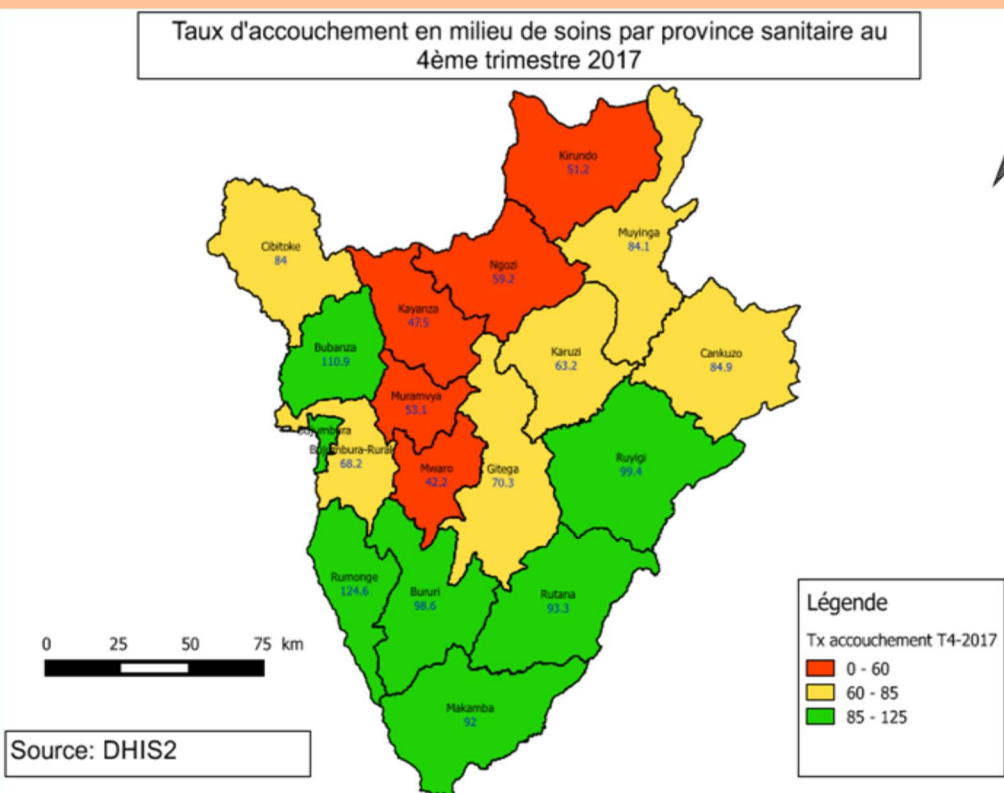 Taux d'accouchement en milieu de soins par province sanitaire au
4ème trimestre 2017
Kirundo
51.2
Muyinga
84.1
Cibitoke
84
Ngozi
59.2
Kayanza
47.5
Bubanza
110.9
Karuzi
63.2
Cankuzo
84.9
Muramvya
53.1
Bujumbura
Bujumbura-Rural
68.2
Mwaro
42.2
Gitega
70.3
Ruyigi
99.4
Rumonge
124.6
Bururi
98.6
Rutana
93.3
Makamba
92
0 25 50 75 km
Source: DHIS2
Légende
Tx accouchement T4-2017
0 - 60
60 - 85
85 - 125